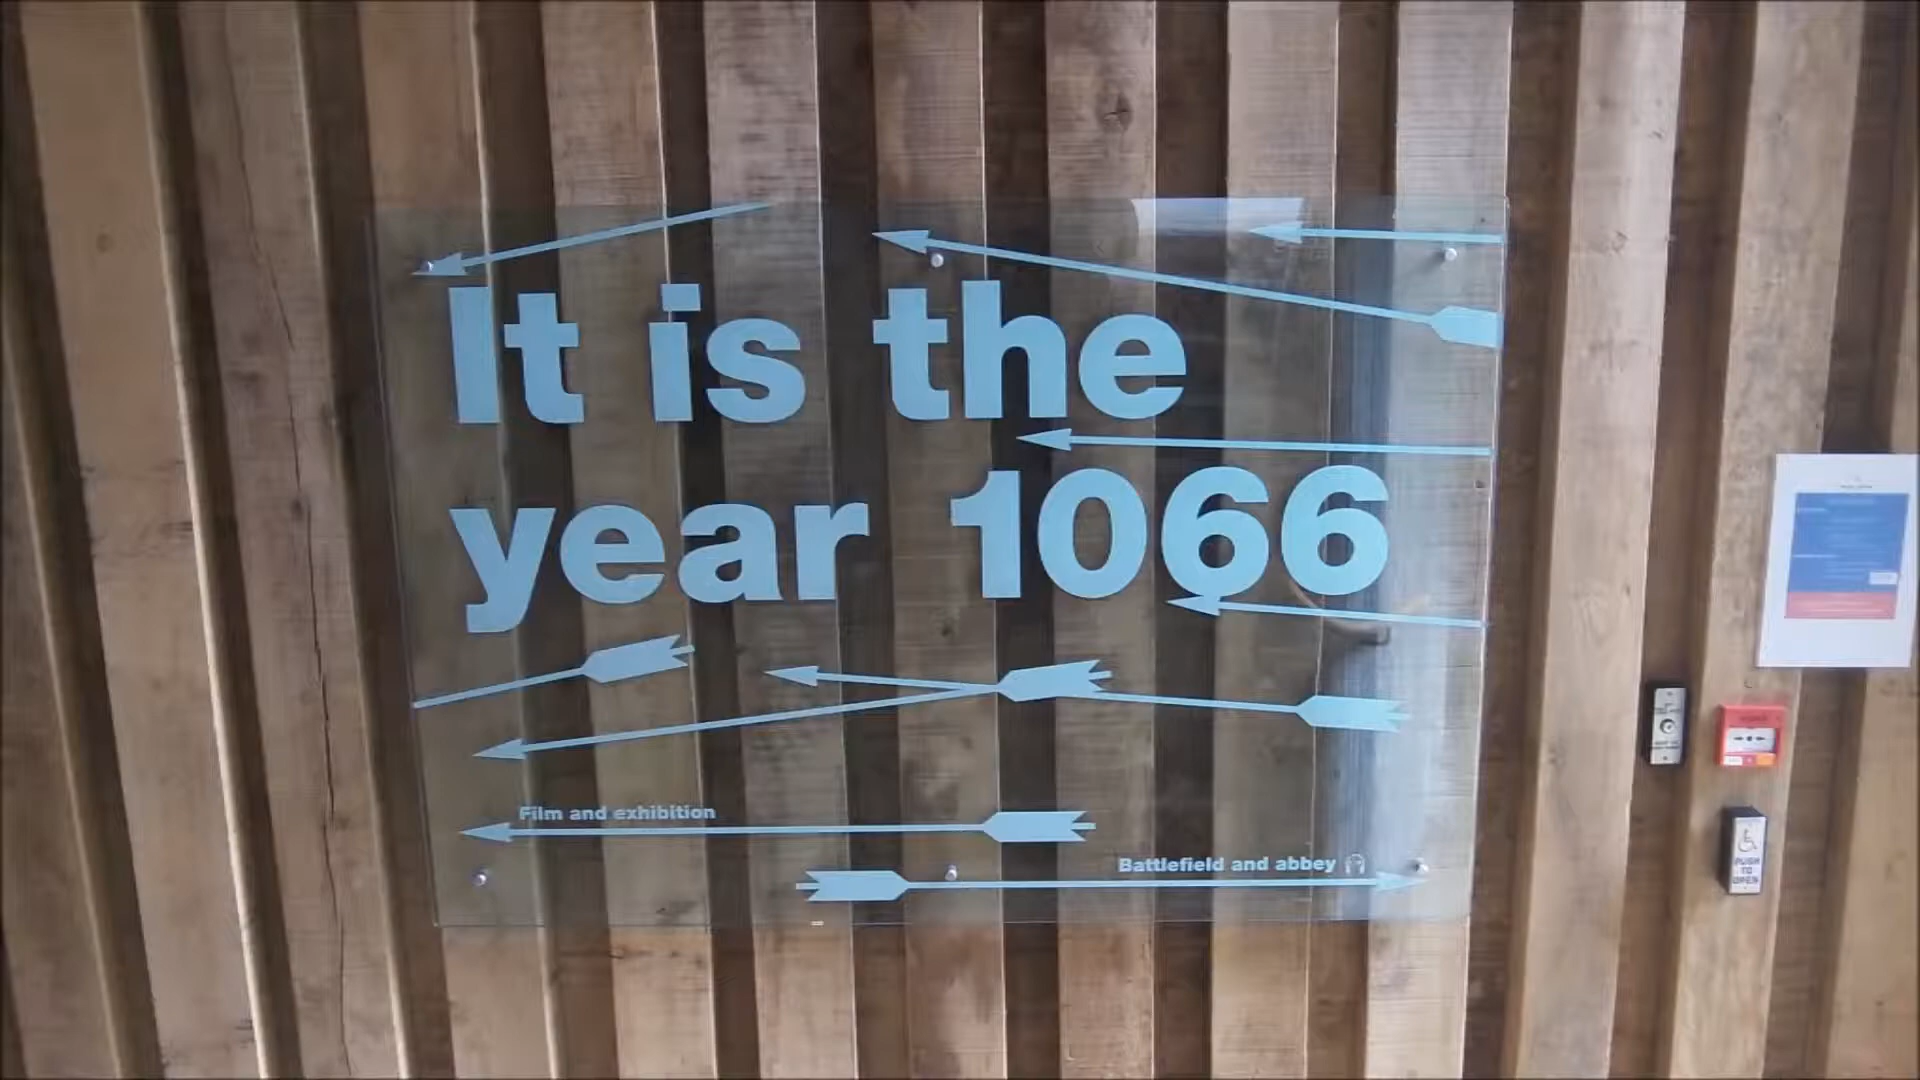 It is the
year 1066
Film and exhibition
Battlefield and abbey
PUSH
TO
OPEN